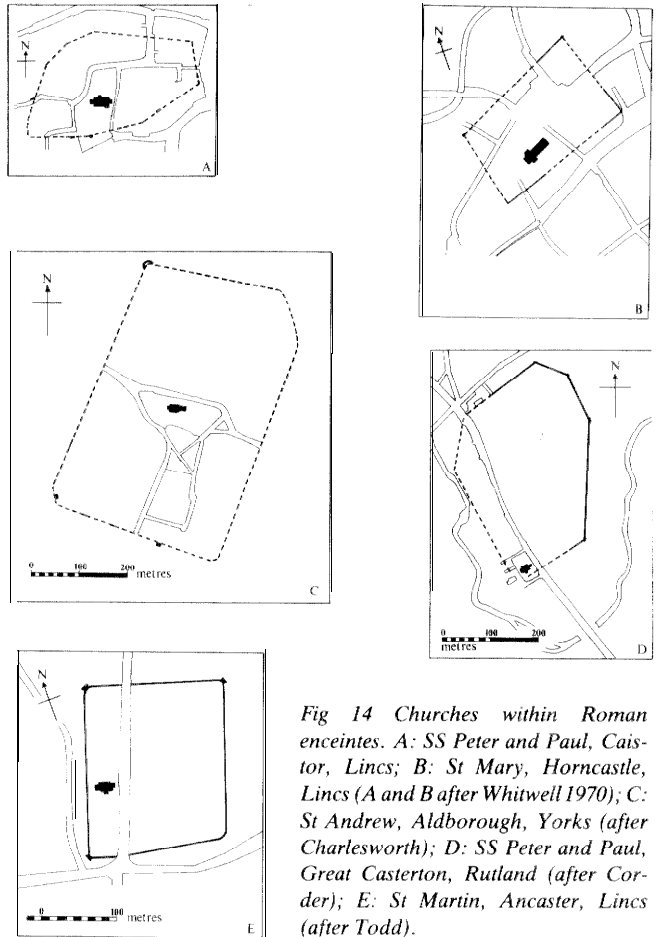 N
A
N
B
N
0 100 200
metres
C
N
0 100 200
metres
D
N
0 100
metres
E
Fig 14 Churches within Roman
enceintes. A: SS Peter and Paul, Cais-
tor, Lincs; B: St Mary, Horncastle,
Lincs (A and B after Whitwell 1970); C:
St Andrew, Aldborough, Yorks (after
Charlesworth); D: SS Peter and Paul,
Great Casterton, Rutland (after Cor-
der); E: St Martin, Ancaster, Lincs
(after Todd).